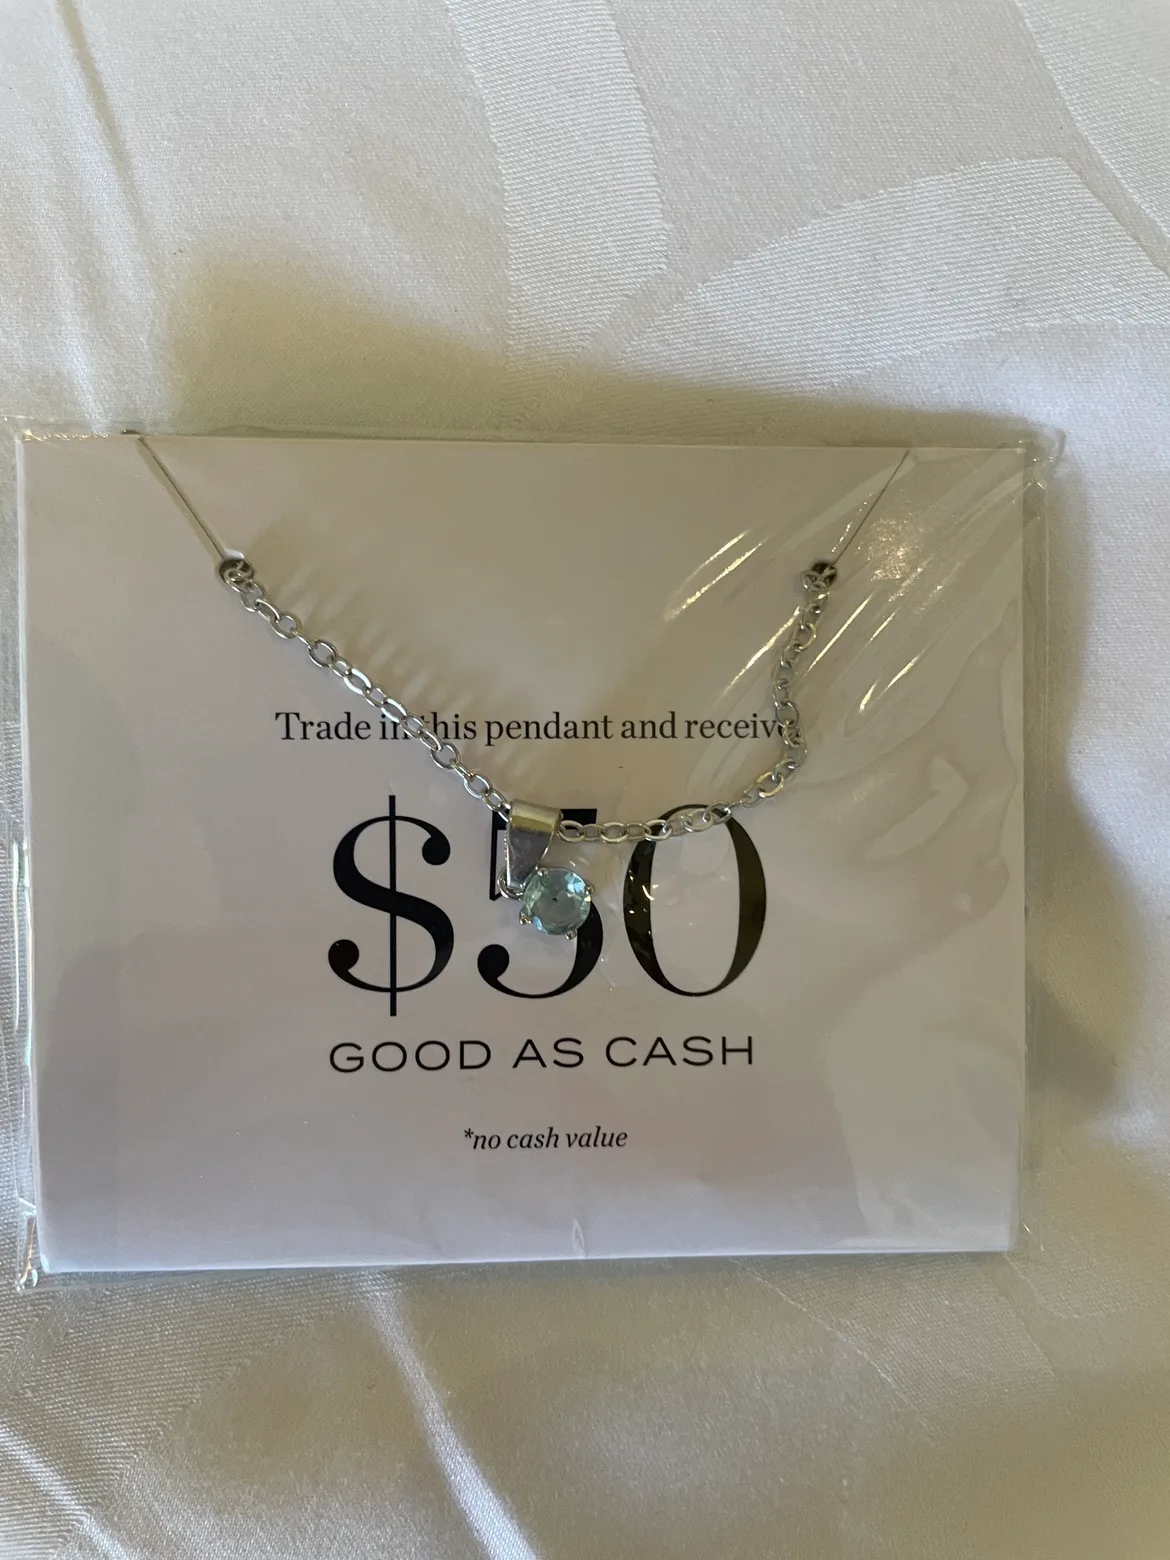 Trade in this pendant and receive
$50
GOOD AS CASH
*no cash value